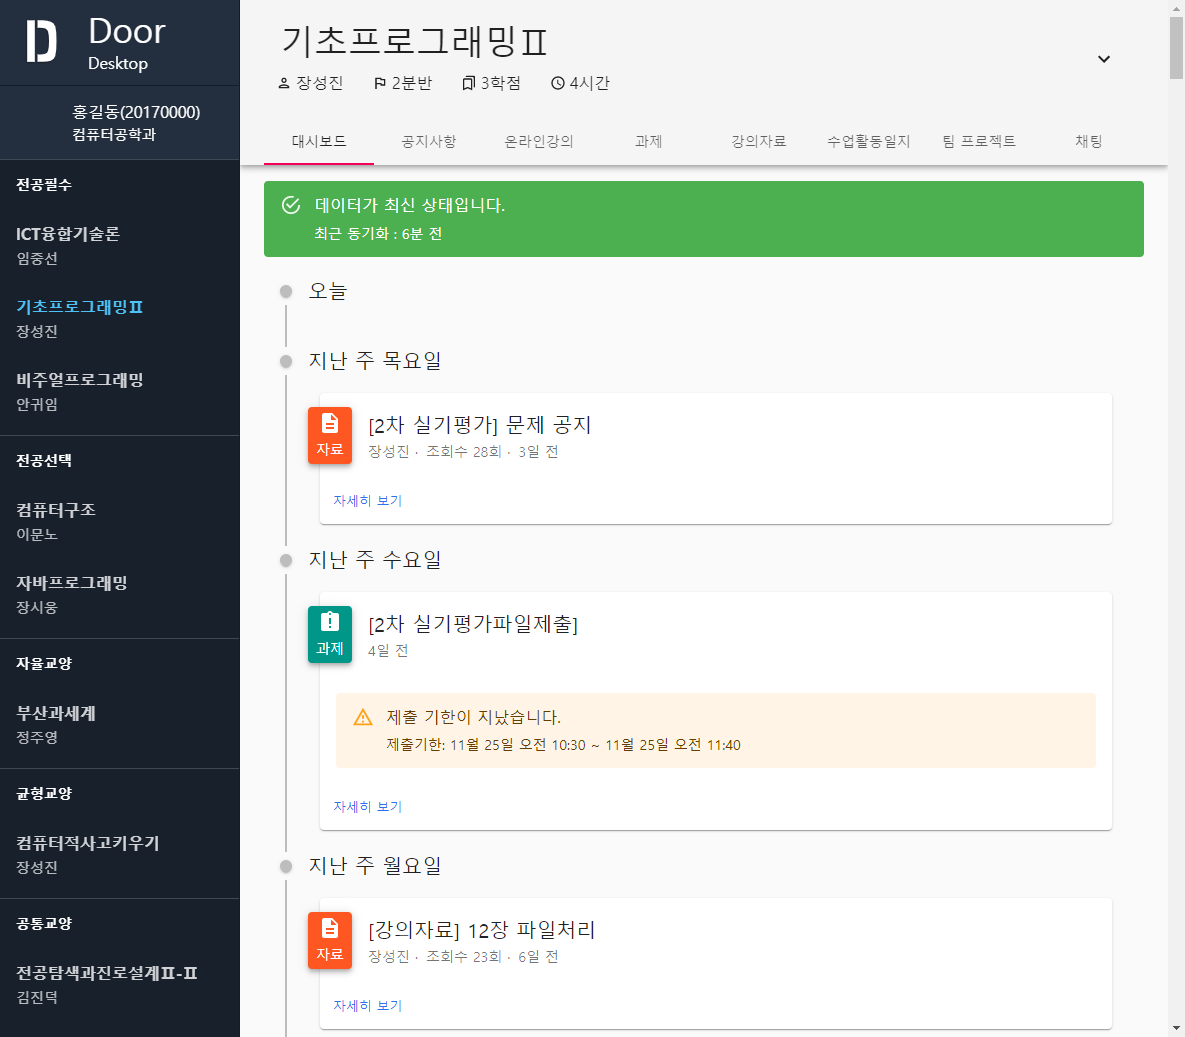 Door
Desktop
홍길동(20170000)
컴퓨터공학과
전공필수
ICT융합기술론
임중선
기초프로그래밍Ⅱ
장성진
비주얼프로그래밍
안귀임
전공선택
컴퓨터구조
이문노
자바프로그래밍
장시웅
자율교양
부산과세계
정주영
균형교양
컴퓨터적사고키우기
장성진
공통교양
전공탐색과진로설계Ⅱ-Ⅱ
김진덕
기초프로그래밍Ⅱ
장성진 2분반 3학점 4시간
대시보드 공지사항 온라인강의 과제 강의자료 수업활동일지 팀 프로젝트 채팅
데이터가 최신 상태입니다.
최근 동기화 : 6분 전
오늘
지난 주 목요일
자료
[2차 실기평가] 문제 공지
장성진 · 조회수 28회 · 3일 전
자세히 보기
지난 주 수요일
과제
[2차 실기평가파일제출]
4일 전
제출 기한이 지났습니다.
제출기한: 11월 25일 오전 10:30 ~ 11월 25일 오전 11:40
자세히 보기
지난 주 월요일
자료
[강의자료] 12장 파일처리
장성진 · 조회수 23회 · 6일 전
자세히 보기